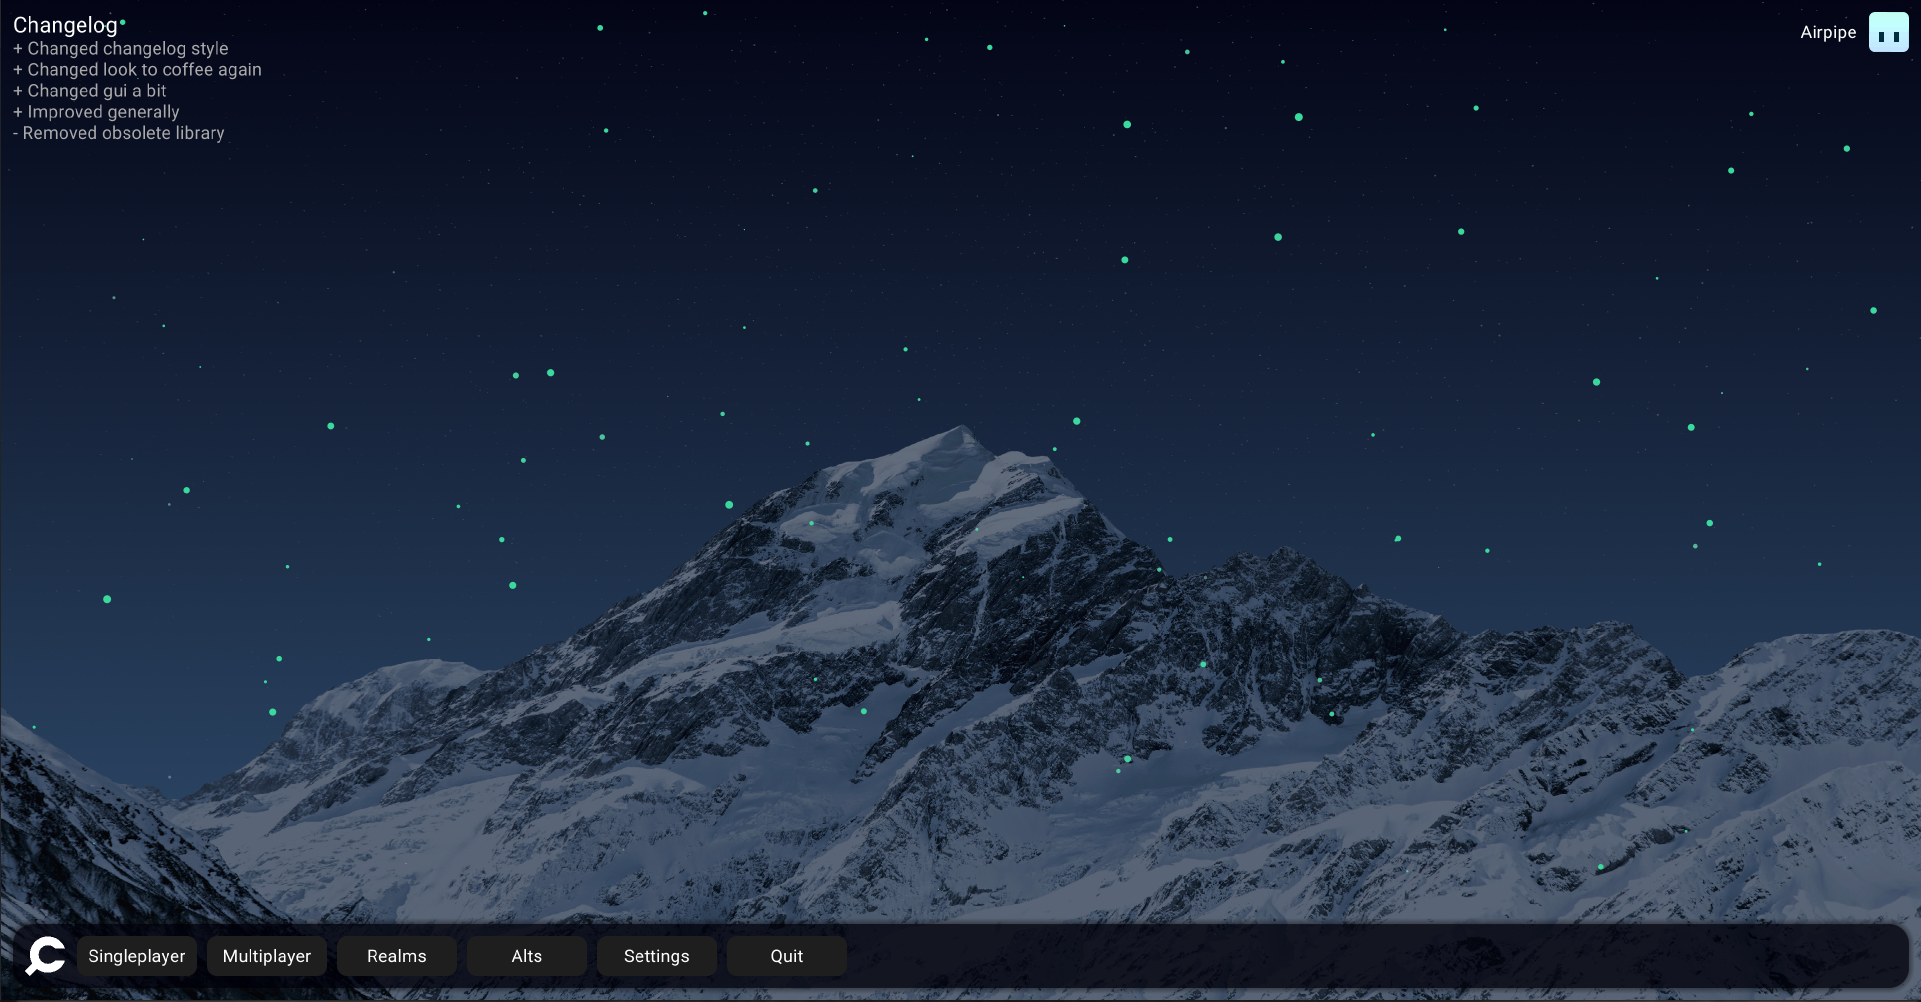 Changelog
+ Changed changelog style
+ Changed look to coffee again
+ Changed gui a bit
+ Improved generally
- Removed obsolete library
Airpipe
Singleplayer
Multiplayer
Realms
Alts
Settings
Quit